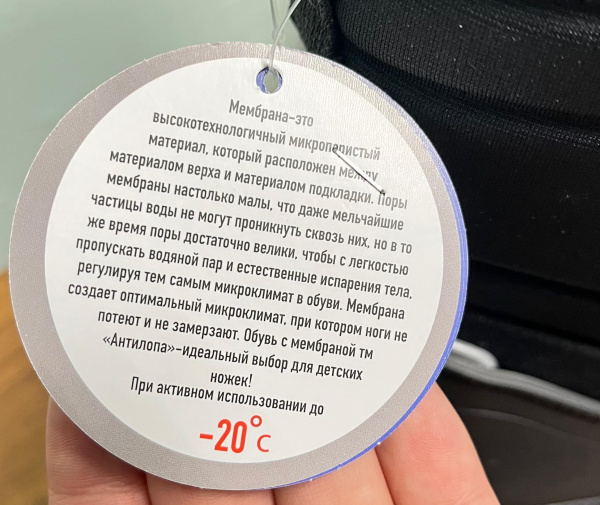 Мембрана-это
высокотехнологичный микропористый
материал, который расположен между
материалом верха и материалом подкладки. Поры
мембраны настолько малы, что даже мельчайшие
частицы воды не могут проникнуть сквозь них, но в то
же время поры достаточно велики, чтобы с легкостью
пропускать водяной пар и естественные испарения тела,
регулируя тем самым микроклимат в обуви. Мембрана
создает оптимальный микроклимат, при котором ноги не
потеют и не замерзают. Обувь с мембраной тм
«Антилопа»-идеальный выбор для детских
ножек!
При активном использовании до
-20°C